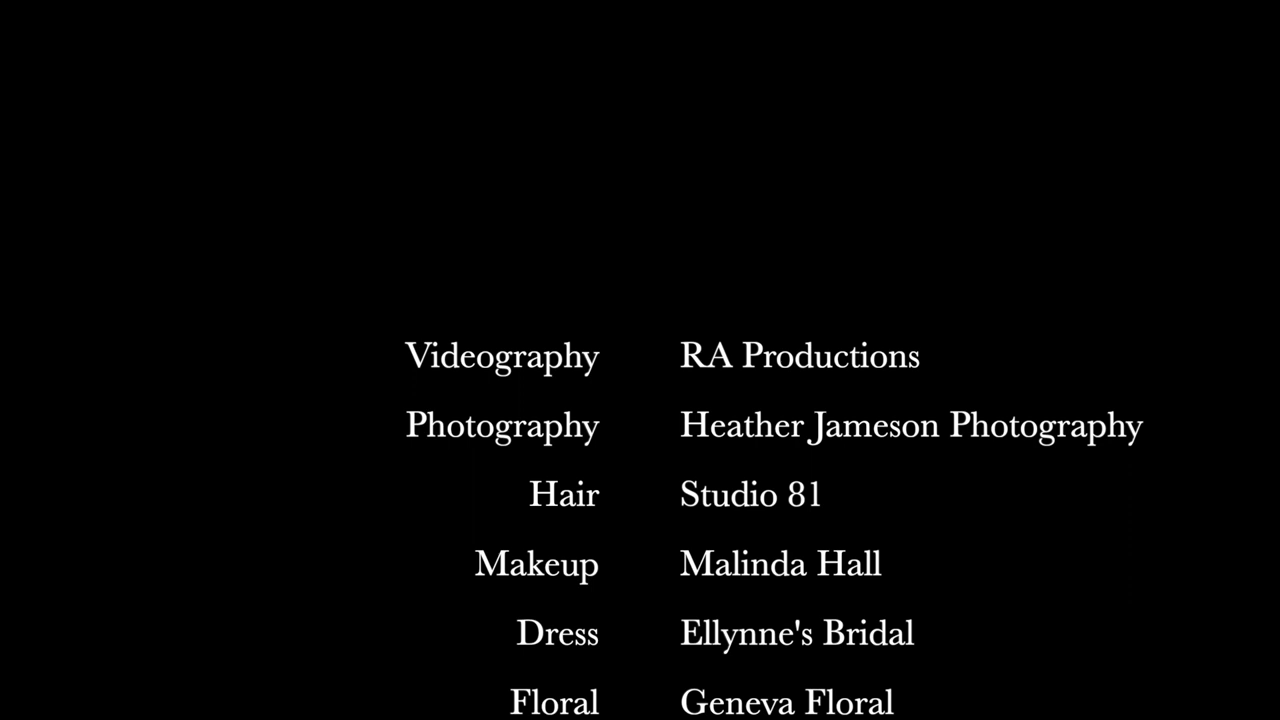 Videography RA Productions
Photography Heather Jameson Photography
Hair Studio 81
Makeup Malinda Hall
Dress Ellynne's Bridal
Floral Geneva Floral